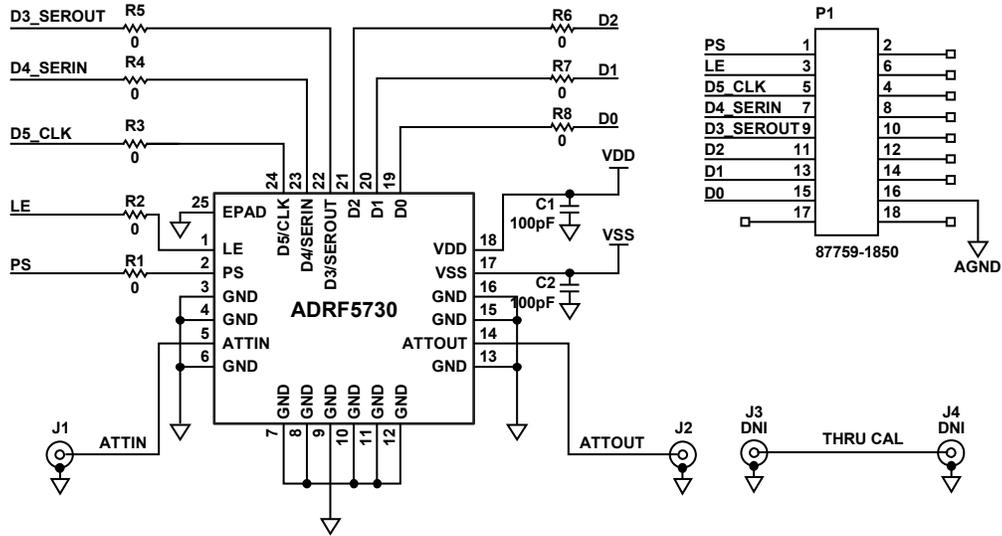 D3_SEROUT R5 0
D4_SERIN R4 0
D5_CLK R3 0
LE R2 0
PS R1 0
R6 D2 0
R7 D1 0
R8 D0 0
VDD
C1
100pF
VSS
C2
100pF
24 23 22 21 20 19
D5/CLK D4/SERIN D3/SEROUT D2 D1 D0
25 EPAD
1 LE
2 PS
3 GND
4 GND
5 ATTIN
6 GND
ADRF5730
VDD 18
VSS 17
GND 16
GND 15
ATTOUT 14
GND 13
GND GND GND GND GND GND
7 8 9 10 11 12
J1
ATTIN
J2
ATTOUT
P1
PS 1 2
LE 3 6
D5_CLK 5 4
D4_SERIN 7 8
D3_SEROUT 9 10
D2 11 12
D1 13 14
D0 15 16
17 18
87759-1850
AGND
J3
DNI
THRU CAL
J4
DNI